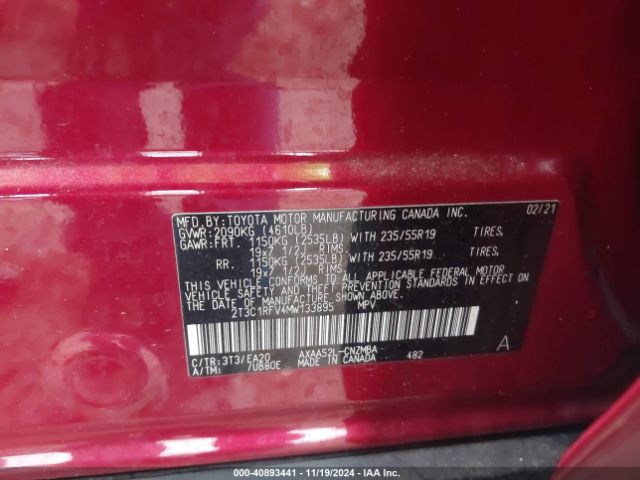 MFD. BY: TOYOTA MOTOR MANUFACTURING CANADA INC. 02/21
GVWR: 2090KG (4610LB)
GAWR: FRT. 1150KG (2535LB) WITH 235/55R19 TIRES,
19x7 1/2J RIMS
RR. 1150KG (2535LB) WITH 235/55R19 TIRES,
19x7 1/2J RIMS
THIS VEHICLE CONFORMS TO ALL APPLICABLE FEDERAL MOTOR
VEHICLE SAFETY AND THEFT PREVENTION STANDARDS IN EFFECT ON
THE DATE OF MANUFACTURE SHOWN ABOVE.
2T3C1RFV4MW133895 MPV
C/TR: 3T3/EA20 AXAA52L-CNZMBA 482 A
A/TM: 70680E MADE IN CANADA
000-40893441 - 11/19/2024 - IAA Inc.